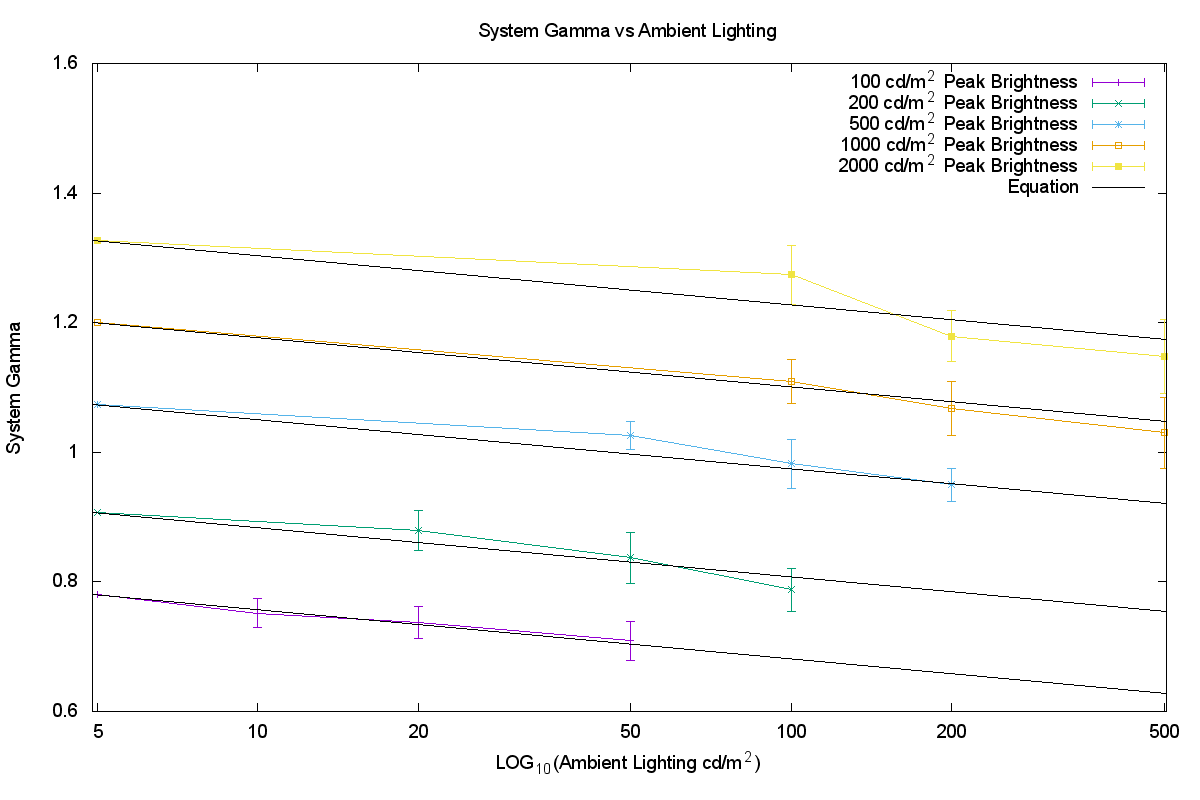 System Gamma vs Ambient Lighting
1.6
1.4
1.2
1
0.8
0.6
System Gamma
100 cd/m² Peak Brightness
200 cd/m² Peak Brightness
500 cd/m² Peak Brightness
1000 cd/m² Peak Brightness
2000 cd/m² Peak Brightness
Equation
5 10 20 50 100 200 500
LOG₁₀(Ambient Lighting cd/m²)